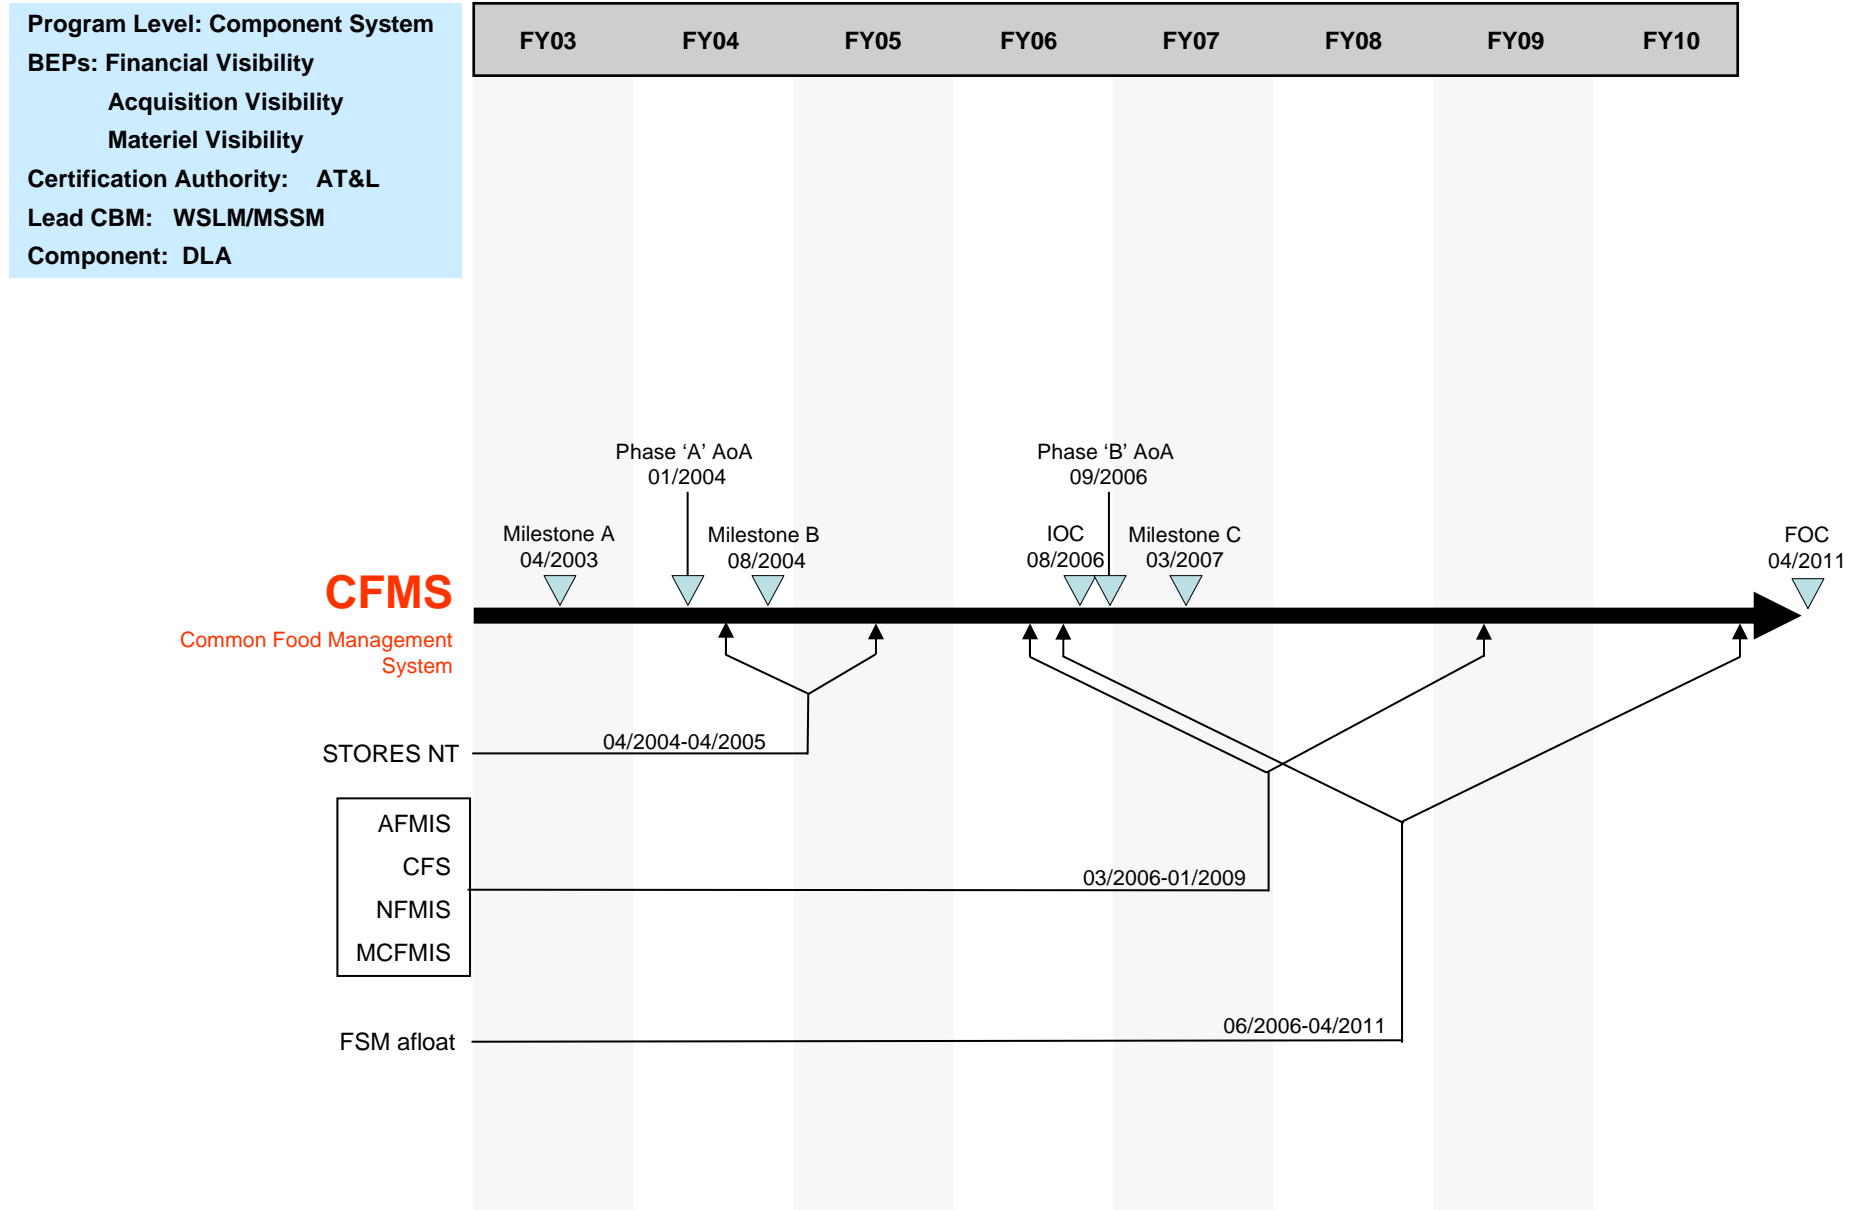 Program Level: Component System
BEPs: Financial Visibility
Acquisition Visibility
Materiel Visibility
Certification Authority: AT&L
Lead CBM: WSLM/MSSM
Component: DLA
FY03 FY04 FY05 FY06 FY07 FY08 FY09 FY10
Phase ‘A’ AoA
01/2004
Phase ‘B’ AoA
09/2006
Milestone A
04/2003
Milestone B
08/2004
IOC
08/2006
Milestone C
03/2007
FOC
04/2011
CFMS
Common Food Management
System
STORES NT
04/2004-04/2005
AFMIS
CFS
NFMIS
MCFMIS
03/2006-01/2009
FSM afloat
06/2006-04/2011